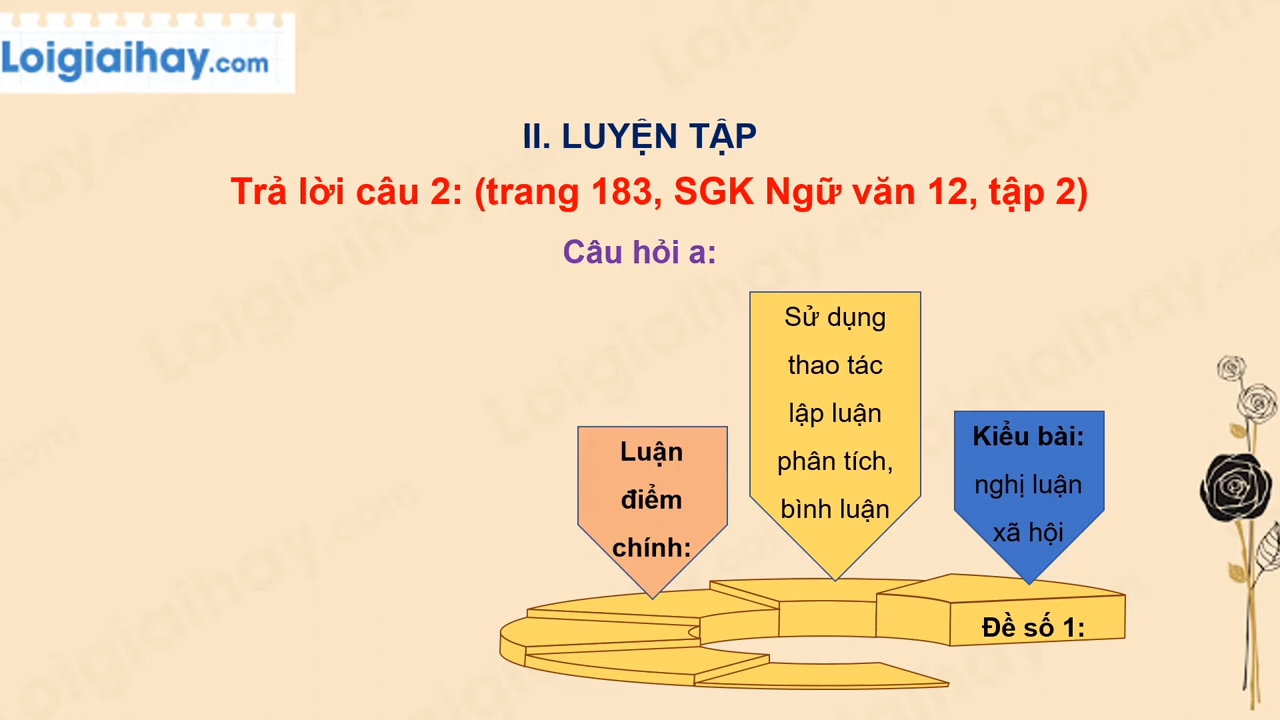 Loigiaihay.com
II. LUYỆN TẬP
Trả lời câu 2: (trang 183, SGK Ngữ văn 12, tập 2)
Câu hỏi a:
Luận
điểm
chính:
Sử dụng
thao tác
lập luận
phân tích,
bình luận
Kiểu bài:
nghị luận
xã hội
Đề số 1: